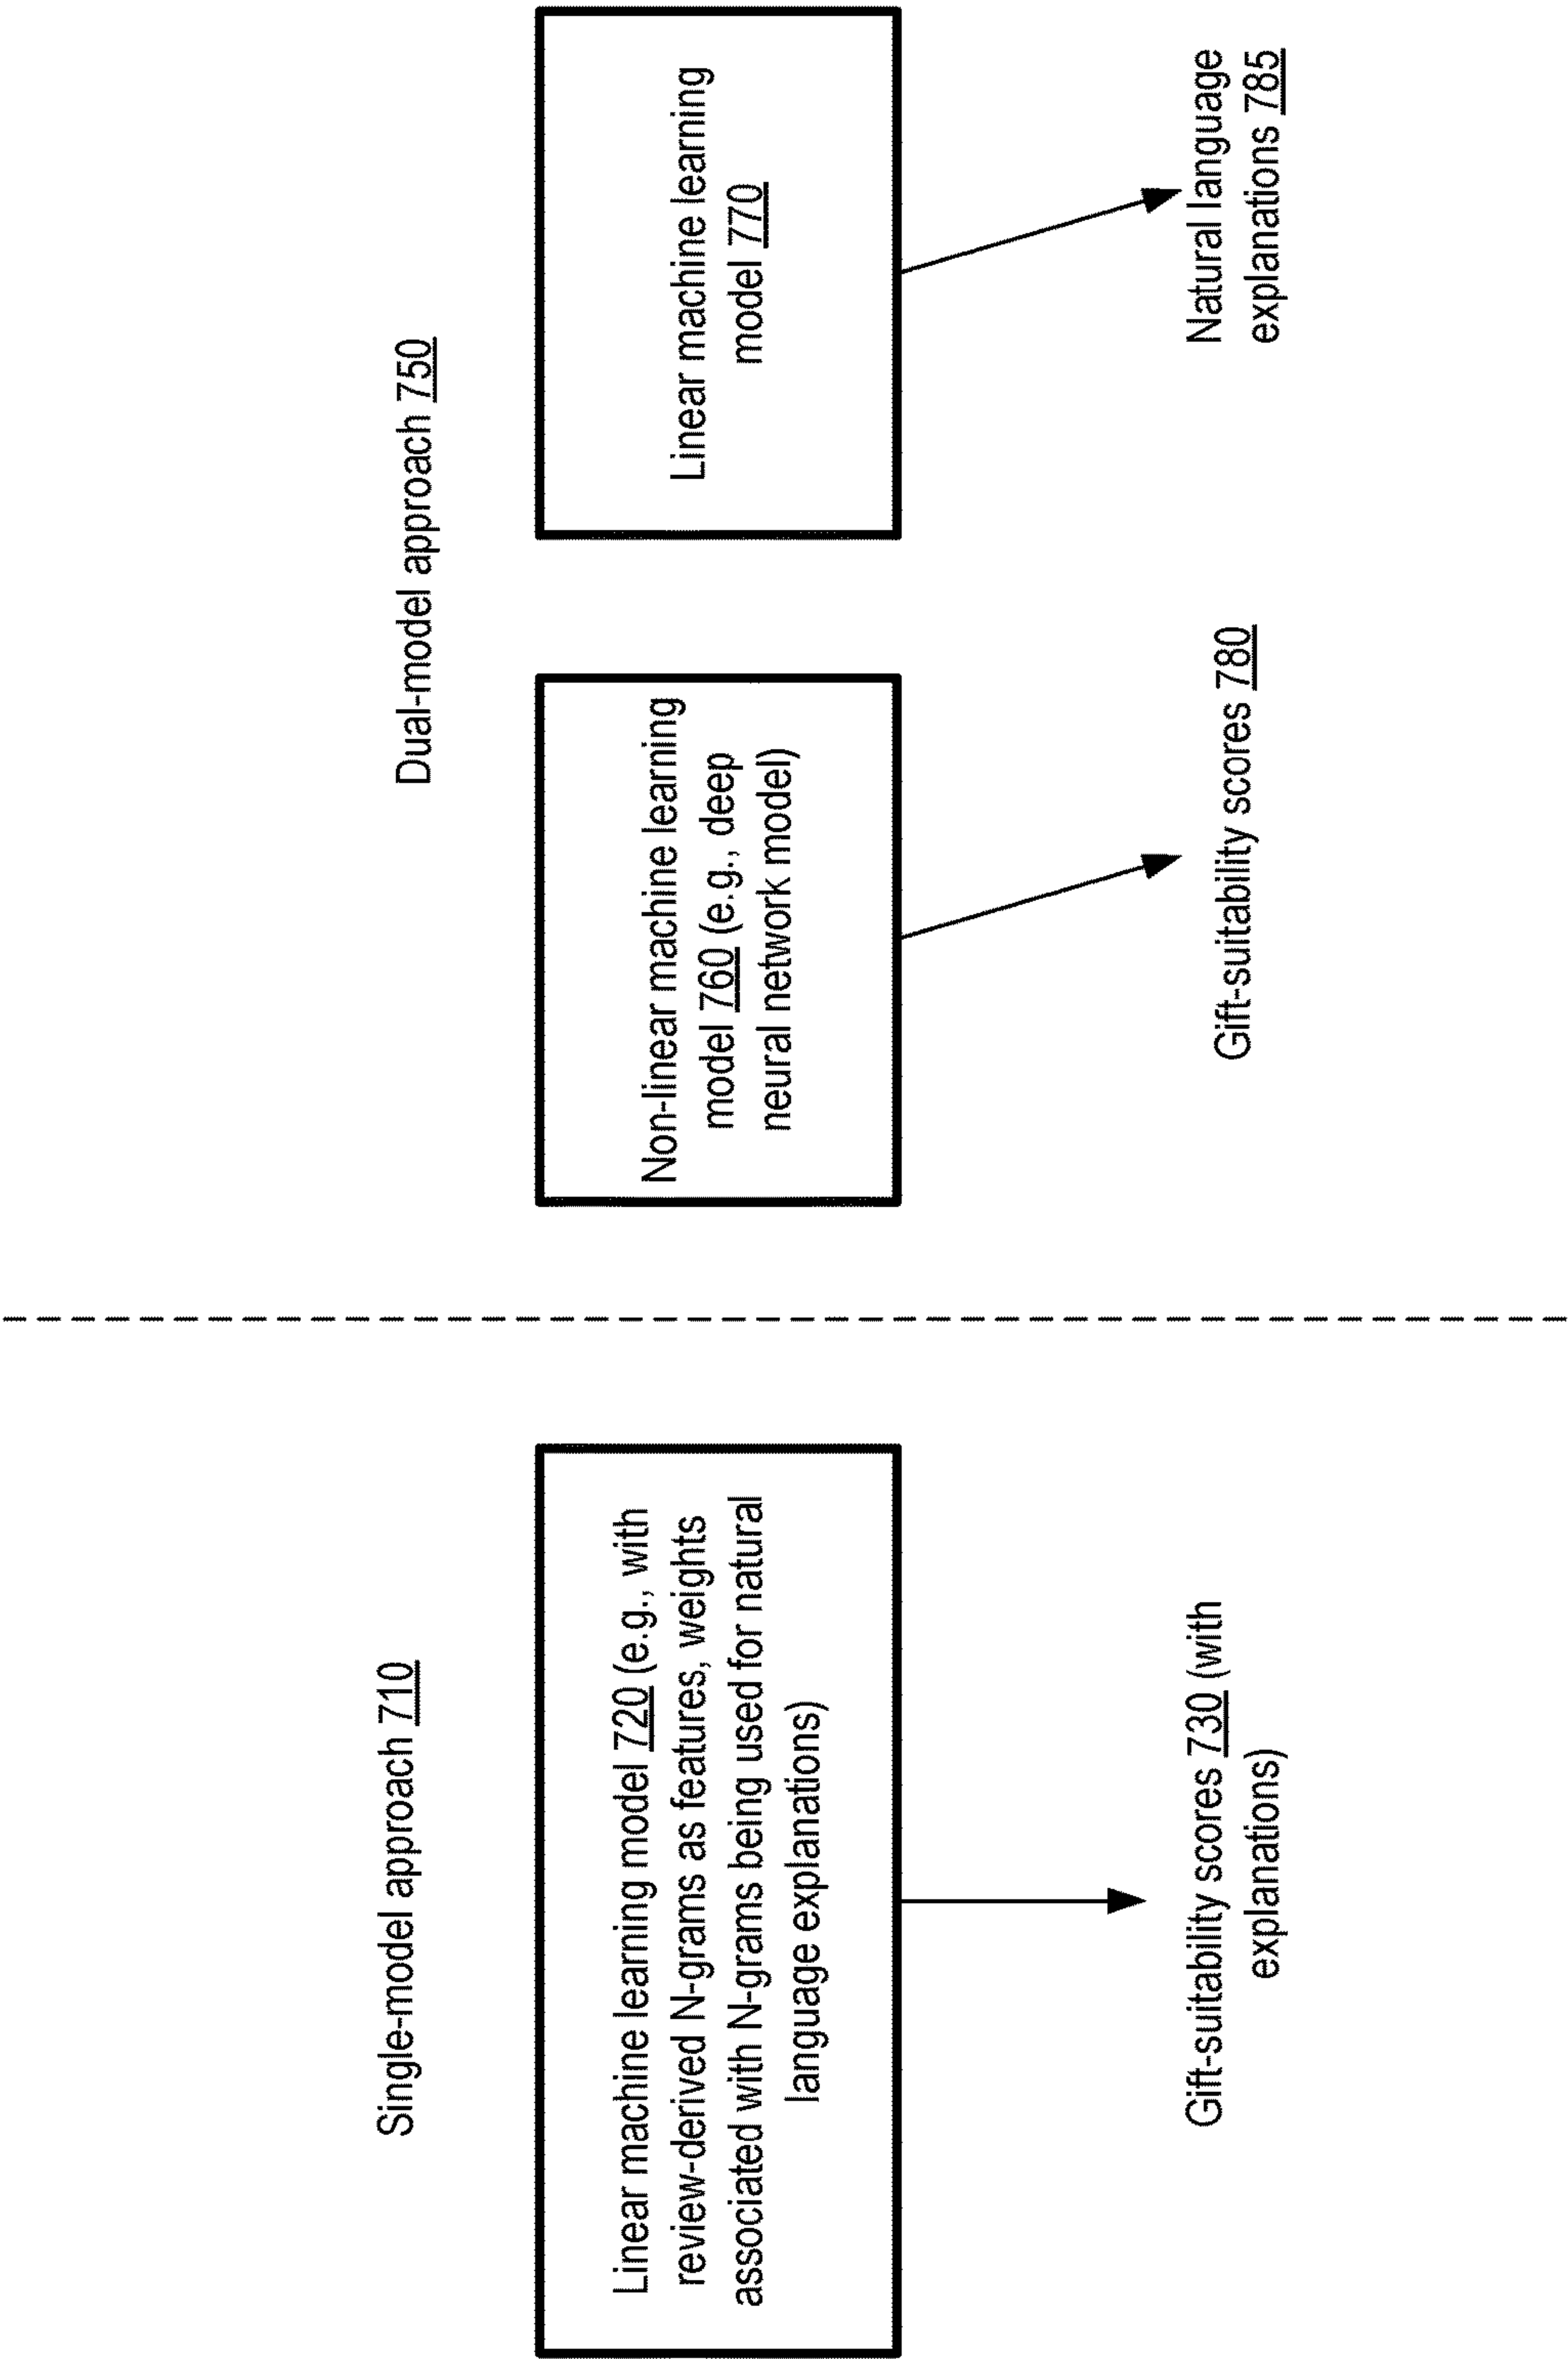 Single-model approach 710
Linear machine learning model 720 (e.g., with
review-derived N-grams as features, weights
associated with N-grams being used for natural
language explanations)
Gift-suitability scores 730 (with
explanations)
Dual-model approach 750
Non-linear machine learning
model 760 (e.g., deep
neural network model)
Gift-suitability scores 780
Linear machine learning
model 770
Natural language
explanations 785